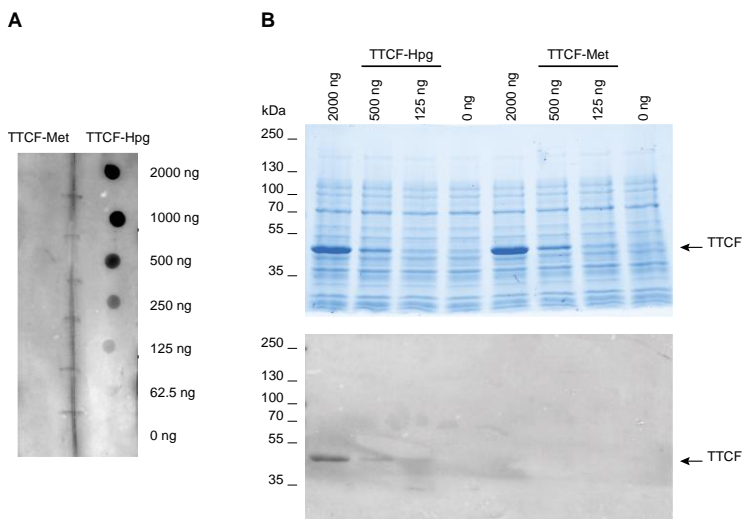 A
TTCF-Met TTCF-Hpg
2000 ng
1000 ng
500 ng
250 ng
125 ng
62.5 ng
0 ng
B
TTCF-Hpg TTCF-Met
kDa 2000 ng 500 ng 125 ng 0 ng 2000 ng 500 ng 125 ng 0 ng
250
130
100
70
55
TTCF
35
250
130
100
70
55
TTCF
35